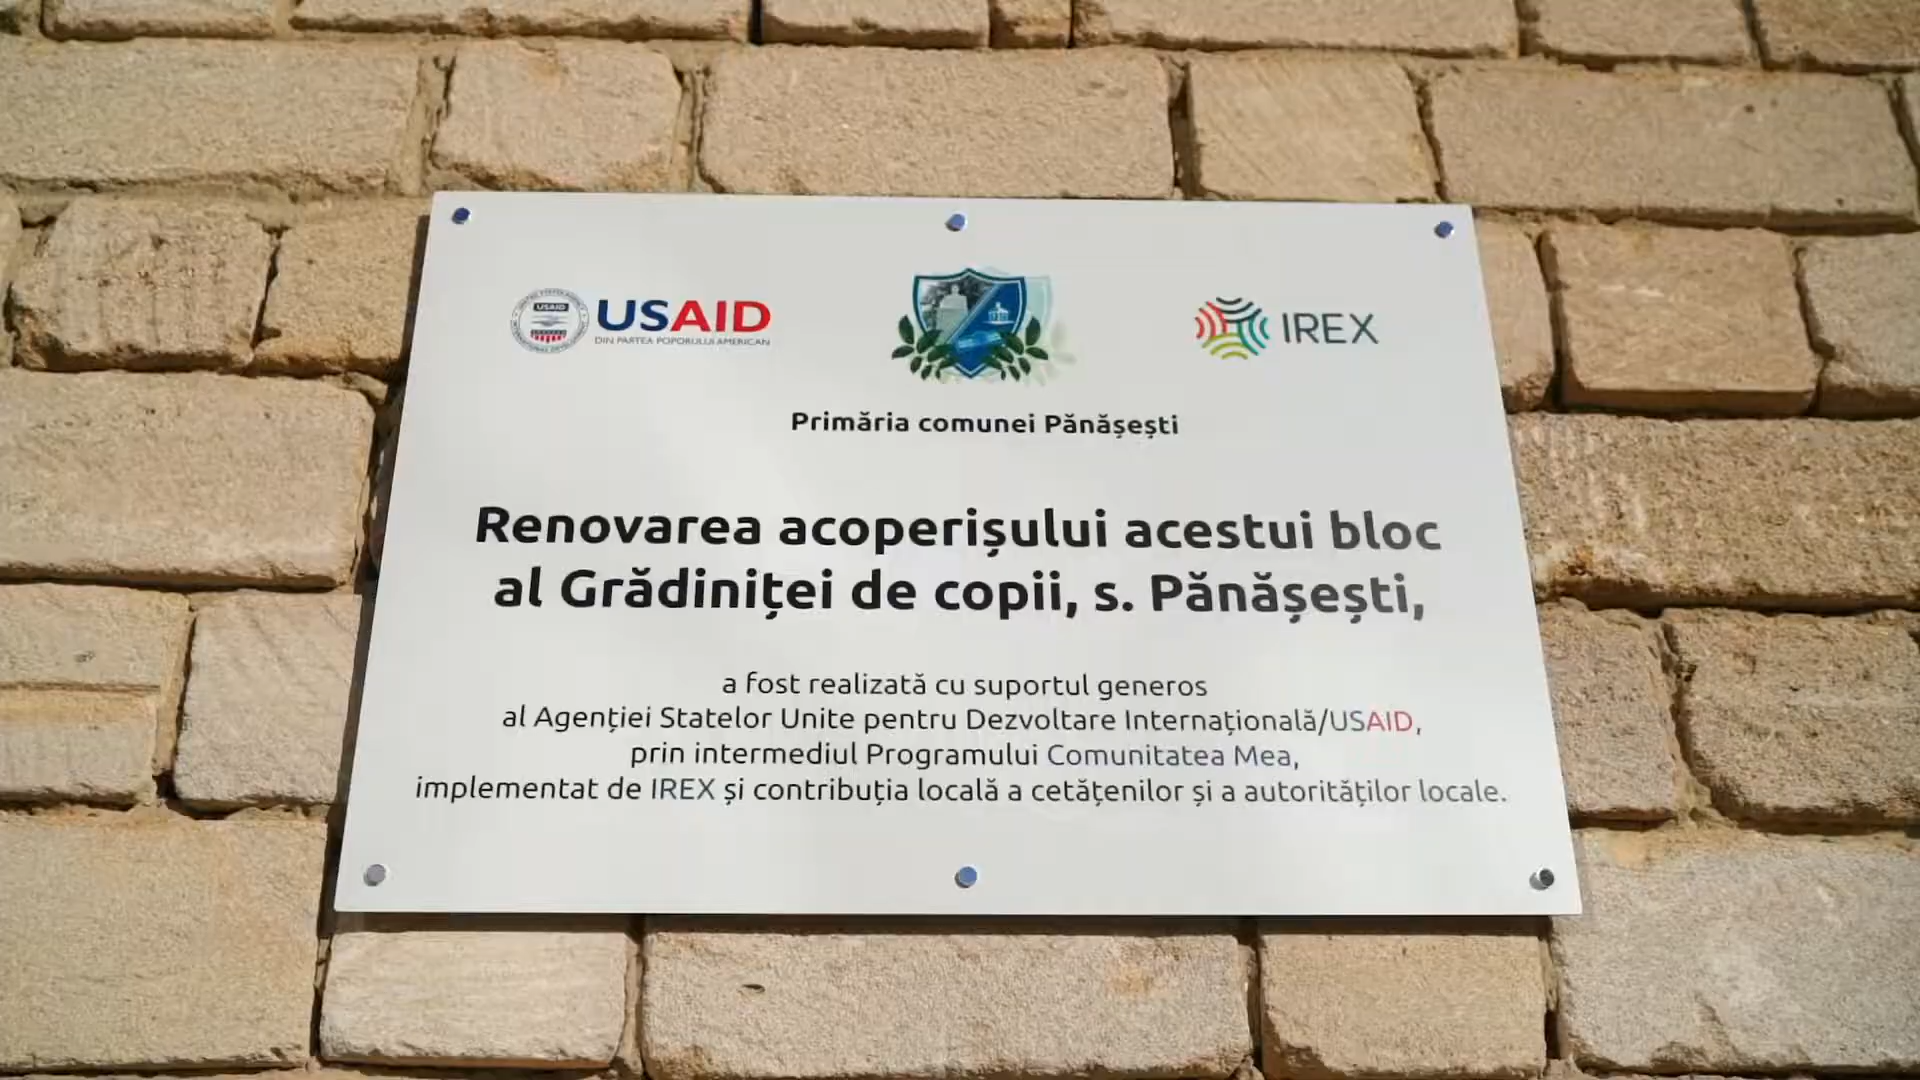 USAID
DIN PARTEA POPORULUI AMERICAN
USAID
IREX
Primăria comunei Pănășești
Renovarea acoperișului acestui bloc
al Grădiniței de copii, s. Pănășești,
a fost realizată cu suportul generos
al Agenției Statelor Unite pentru Dezvoltare Internațională/USAID,
prin intermediul Programului Comunitatea Mea,
implementat de IREX și contribuția locală a cetățenilor și a autorităților locale.